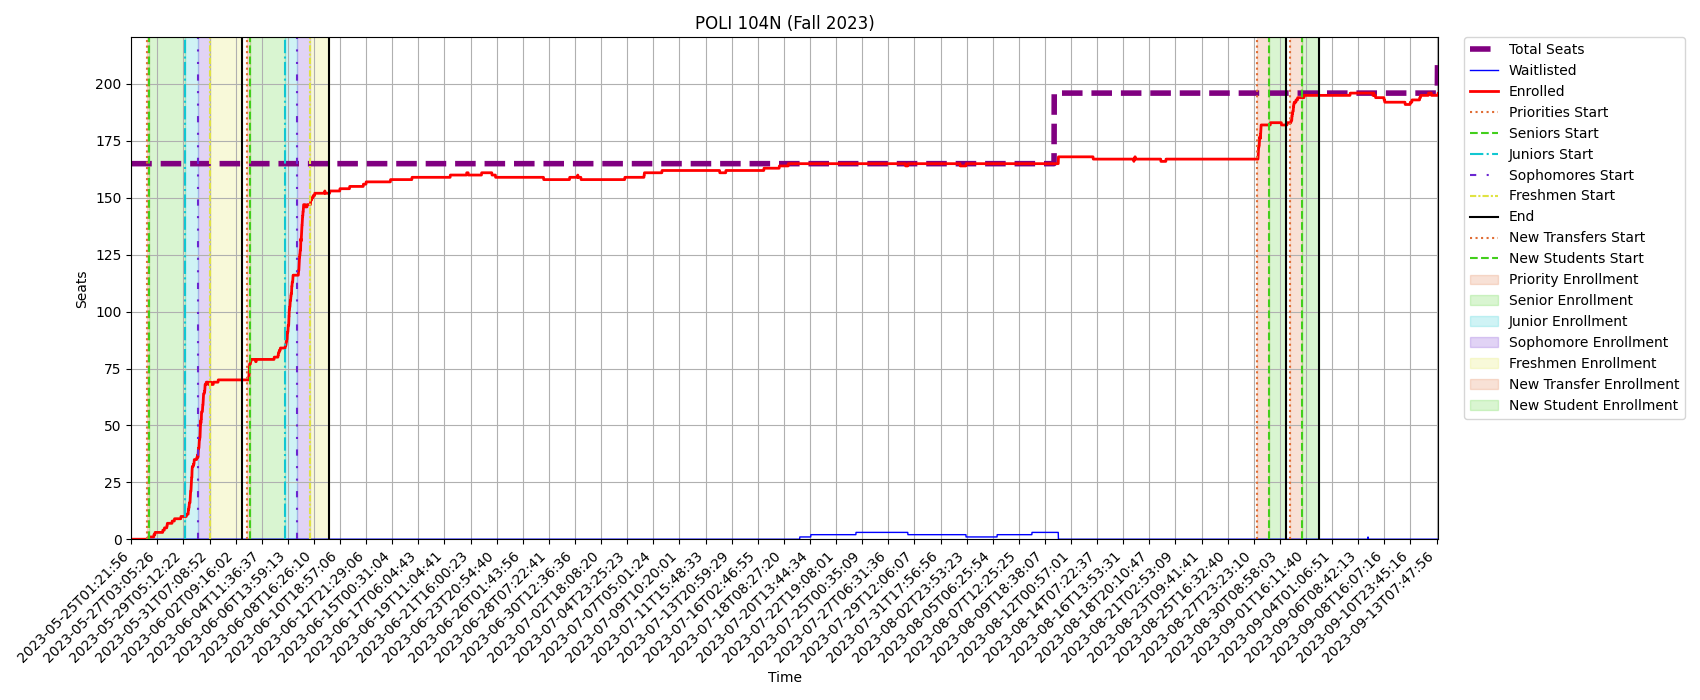 POLI 104N (Fall 2023)
Seats
200
175
150
125
100
75
50
25
0
2023-05-25T01:21:56
2023-05-27T03:05:26
2023-05-29T05:12:22
2023-05-31T07:08:52
2023-06-02T09:16:02
2023-06-04T11:36:37
2023-06-06T13:59:13
2023-06-08T16:26:10
2023-06-10T18:57:06
2023-06-12T21:29:06
2023-06-15T00:31:04
2023-06-17T06:04:43
2023-06-19T11:04:41
2023-06-21T16:00:23
2023-06-23T20:54:40
2023-06-26T01:43:56
2023-06-28T07:22:41
2023-06-30T12:36:36
2023-07-02T18:08:20
2023-07-04T23:25:23
2023-07-07T05:01:24
2023-07-09T10:20:01
2023-07-11T15:48:33
2023-07-13T20:59:29
2023-07-16T02:46:55
2023-07-18T08:27:20
2023-07-20T13:44:34
2023-07-22T19:08:01
2023-07-25T00:35:09
2023-07-27T06:31:36
2023-07-29T12:06:07
2023-07-31T17:56:56
2023-08-02T23:53:23
2023-08-05T06:25:54
2023-08-07T12:25:25
2023-08-09T18:38:07
2023-08-12T00:57:01
2023-08-14T07:22:37
2023-08-16T13:53:31
2023-08-18T20:10:47
2023-08-21T02:53:09
2023-08-23T09:41:41
2023-08-25T16:32:40
2023-08-27T23:23:10
2023-08-30T08:58:03
2023-09-01T16:11:40
2023-09-04T01:06:51
2023-09-06T08:42:13
2023-09-08T16:07:16
2023-09-10T23:45:16
2023-09-13T07:47:56
Time
Total Seats
Waitlisted
Enrolled
Priorities Start
Seniors Start
Juniors Start
Sophomores Start
Freshmen Start
End
New Transfers Start
New Students Start
Priority Enrollment
Senior Enrollment
Junior Enrollment
Sophomore Enrollment
Freshmen Enrollment
New Transfer Enrollment
New Student Enrollment